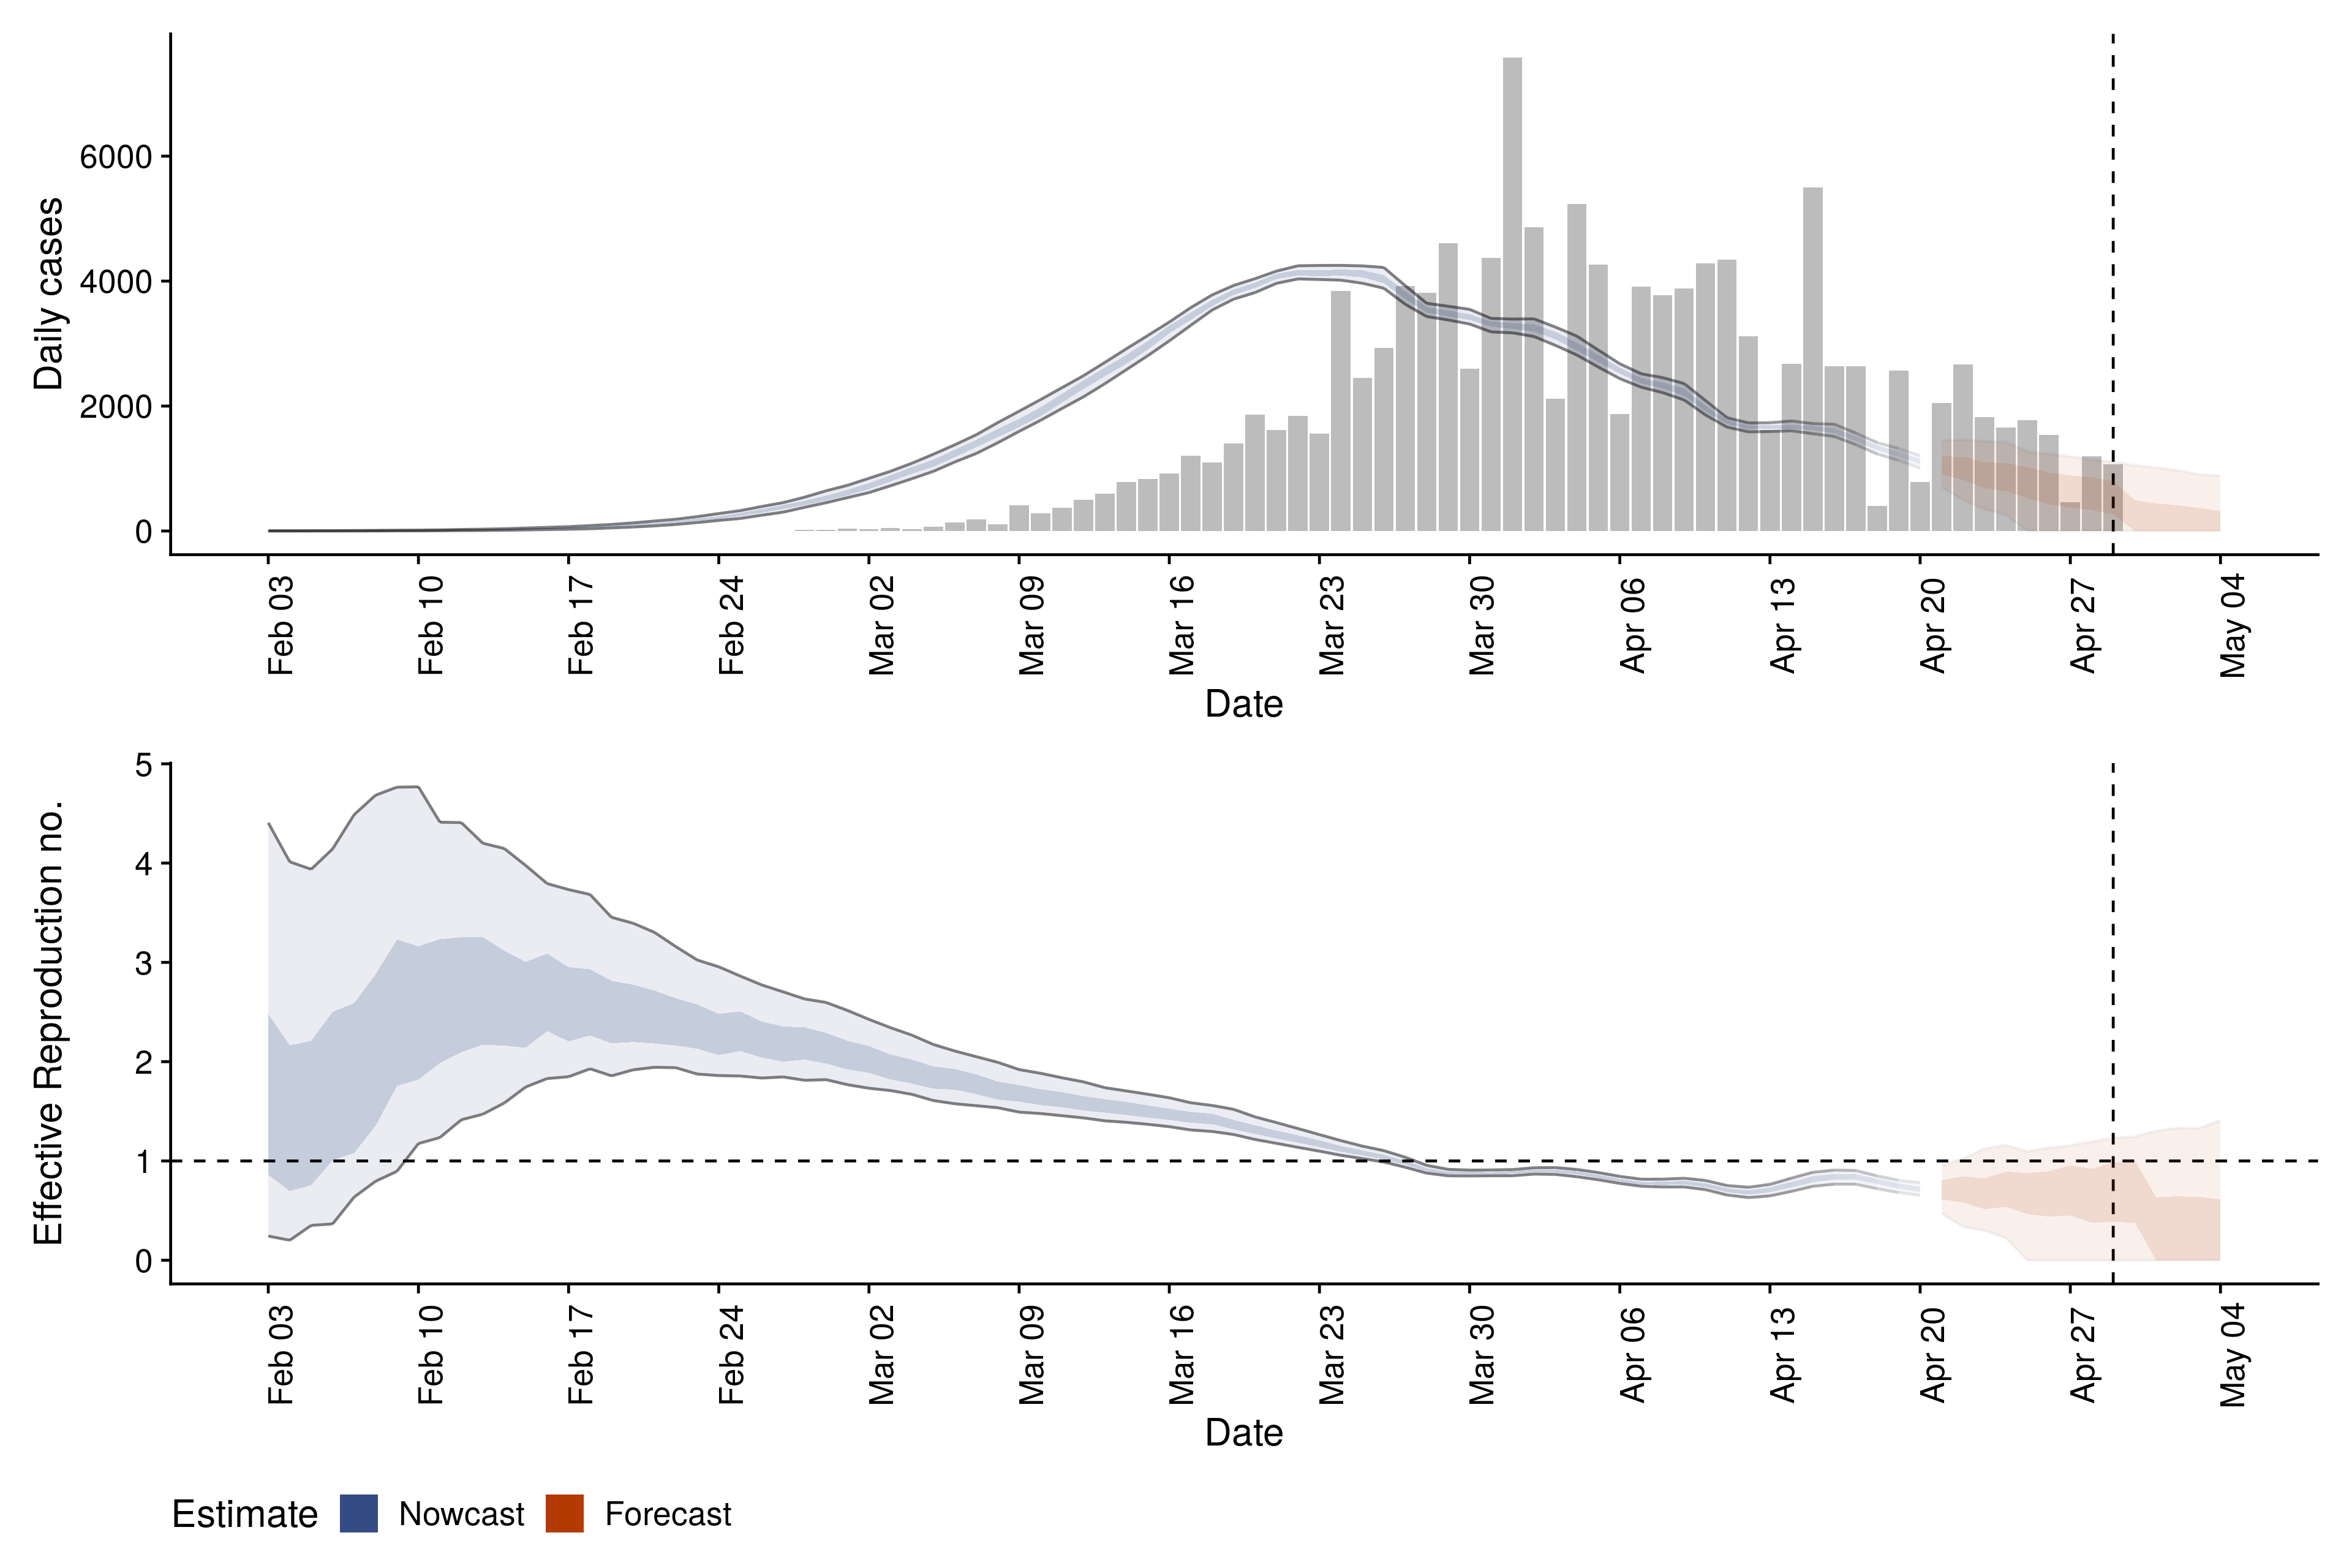 Daily cases
6000
4000
2000
0
Feb 03
Feb 10
Feb 17
Feb 24
Mar 02
Mar 09
Mar 16
Mar 23
Mar 30
Apr 06
Apr 13
Apr 20
Apr 27
May 04
Date
Effective Reproduction no.
5
4
3
2
1
0
Feb 03
Feb 10
Feb 17
Feb 24
Mar 02
Mar 09
Mar 16
Mar 23
Mar 30
Apr 06
Apr 13
Apr 20
Apr 27
May 04
Date
Estimate Nowcast Forecast